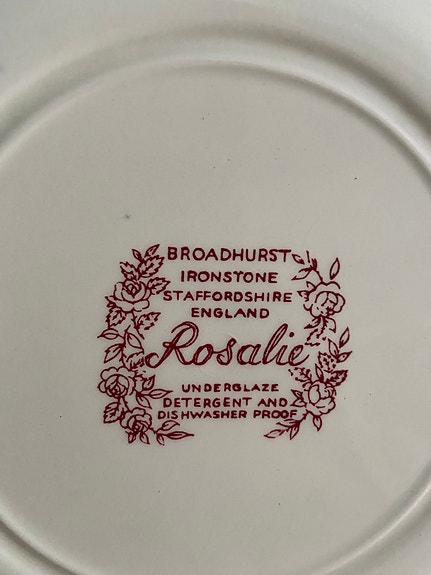 BROADHURST
IRONSTONE
STAFFORDSHIRE
ENGLAND
Rosalie
UNDERGLAZE
DETERGENT AND
DISHWASHER PROOF